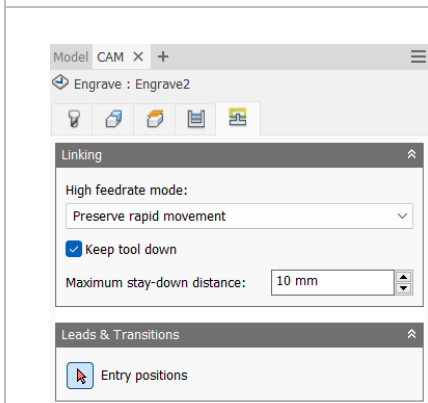 Model CAM
Engrave : Engrave2
Linking
High feedrate mode:
Preserve rapid movement
Keep tool down
Maximum stay-down distance: 10 mm
Leads & Transitions
Entry positions